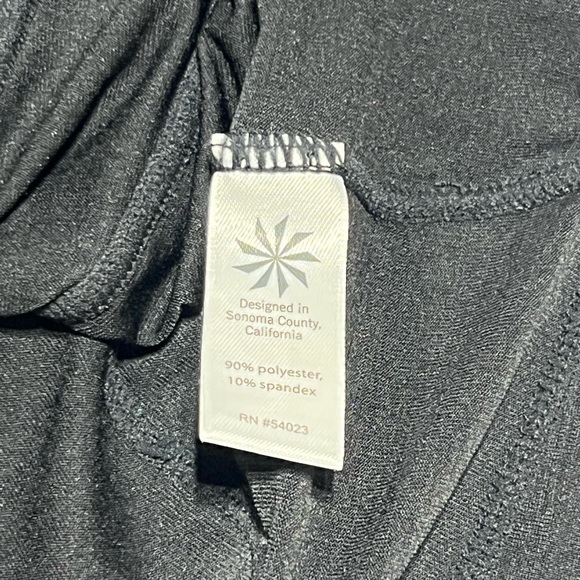 Designed in
Sonoma County,
California
90% polyester,
10% spandex
RN #54023